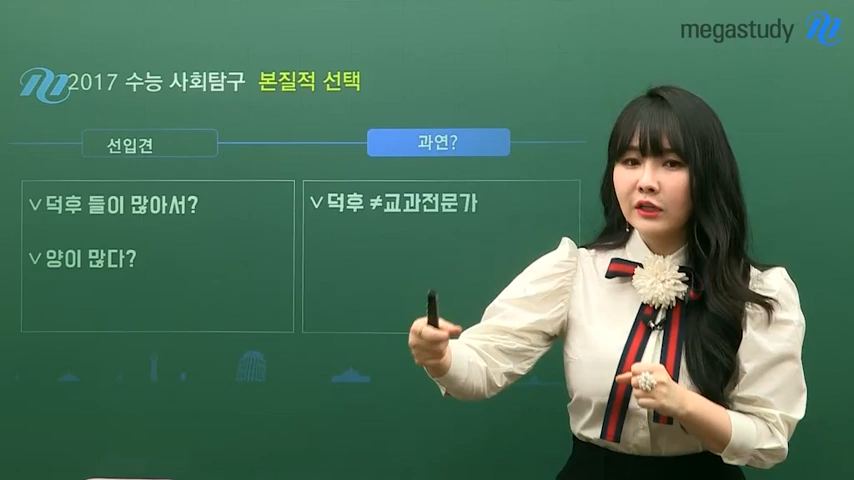 megastudy
2017 수능 사회탐구 본질적 선택
선입견
과연?
∨덕후 들이 많아서?
∨양이 많다?
∨덕후 ≠교과전문가